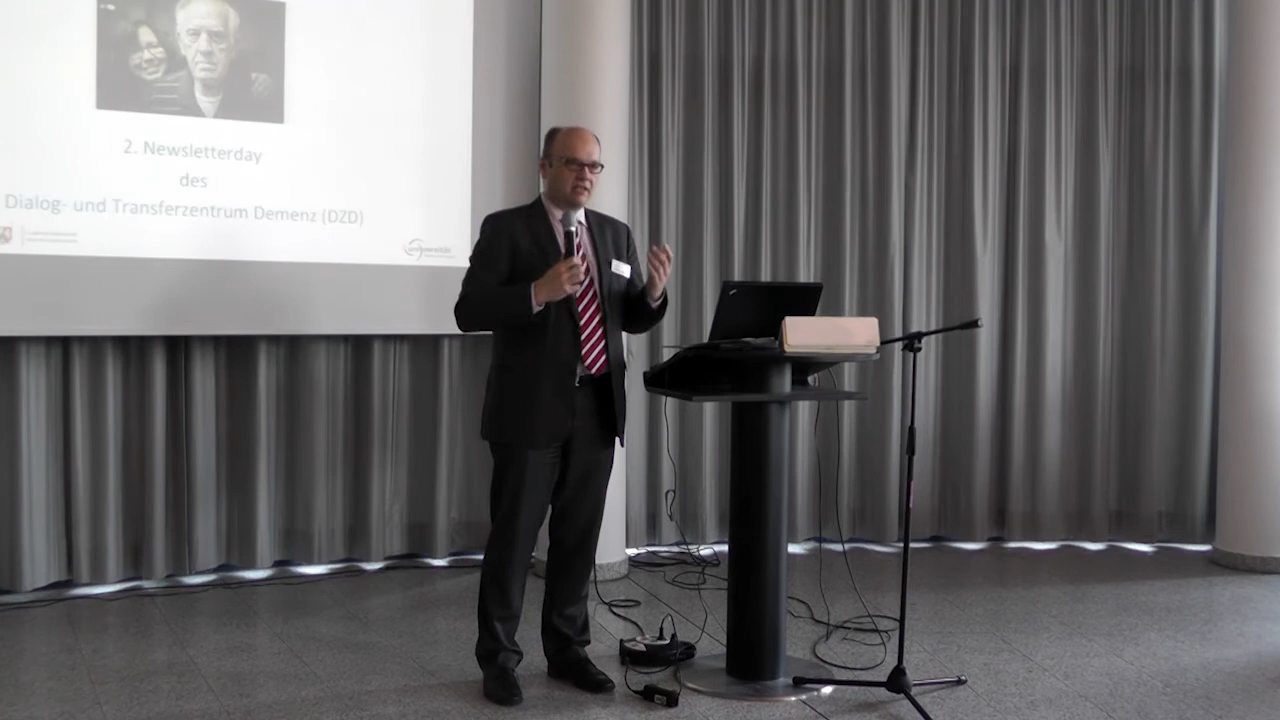 2. Newsletterday
des
Dialog- und Transferzentrum Demenz (DZD)